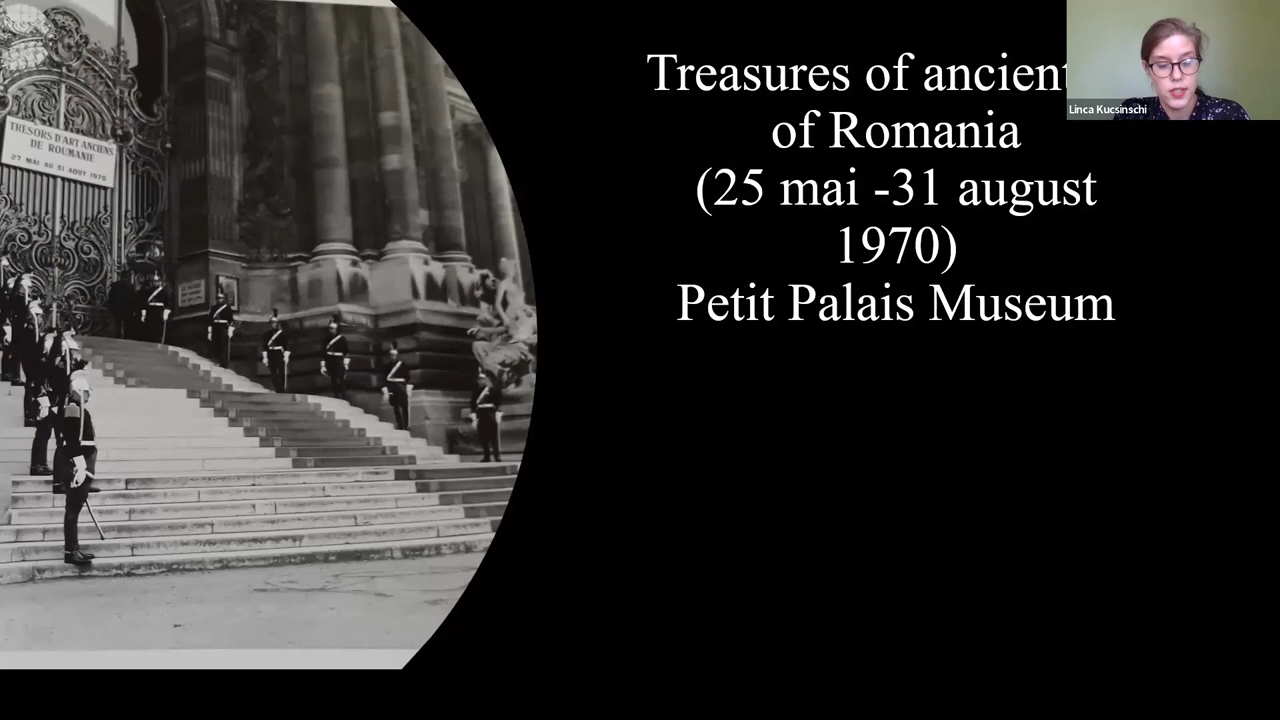 TRESORS D'ART ANCIENS
DE ROUMANIE
27 MAI AU 31 AOUT 1970
Treasures of ancient
of Romania
(25 mai -31 august
1970)
Petit Palais Museum
Linca Kucsinschi